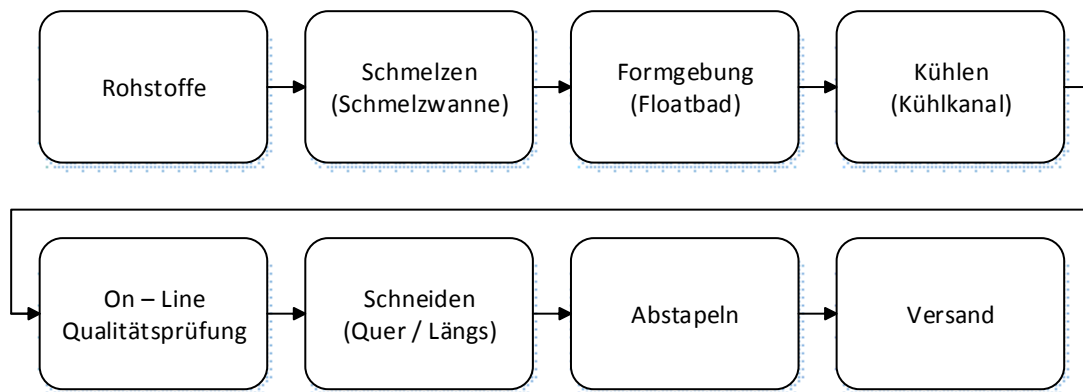 Rohstoffe
Schmelzen
(Schmelzwanne)
Formgebung
(Floatbad)
Kühlen
(Kühlkanal)
On – Line
Qualitätsprüfung
Schneiden
(Quer / Längs)
Abstapeln
Versand